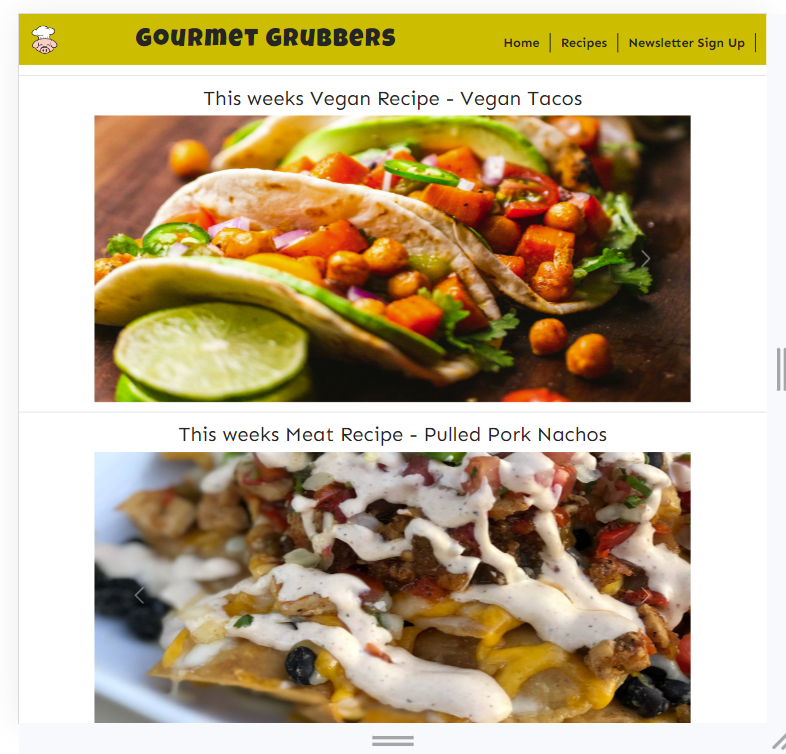 Gourmet Grubbers
Home Recipes Newsletter Sign Up
This weeks Vegan Recipe - Vegan Tacos
This weeks Meat Recipe - Pulled Pork Nachos